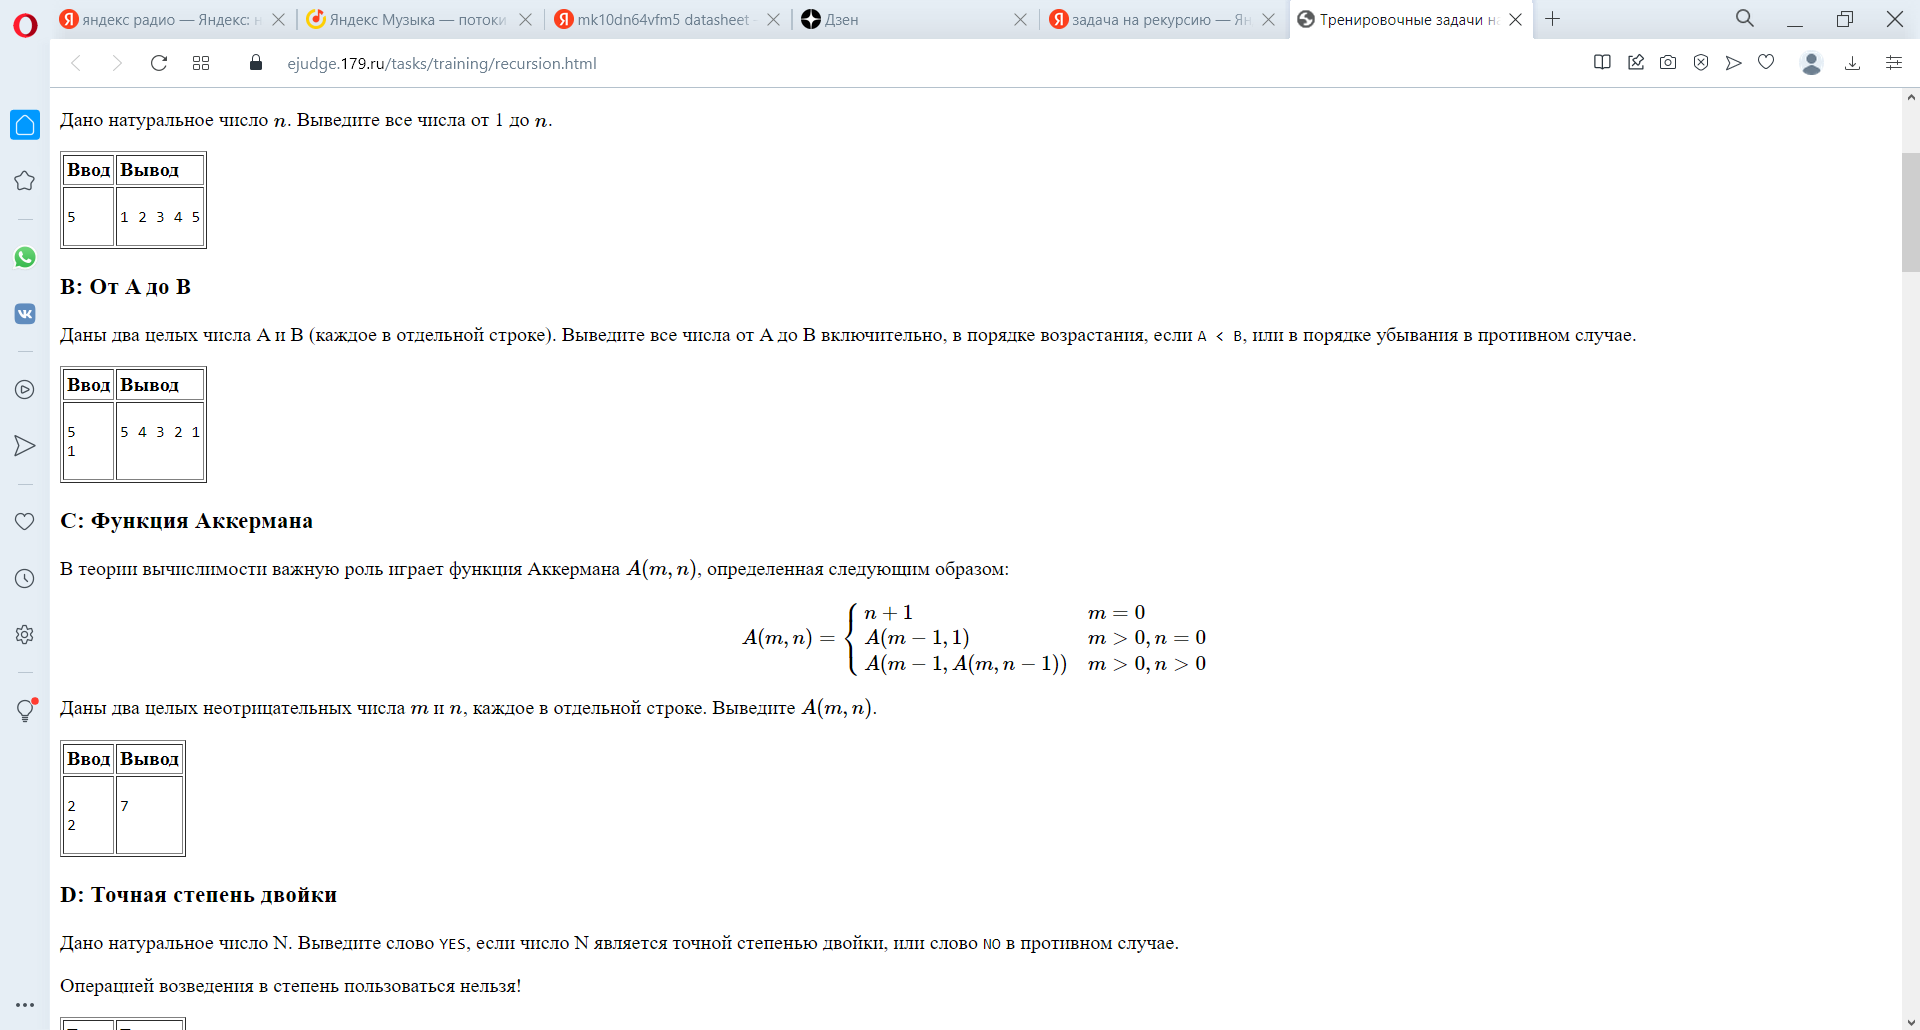 яндекс радио — Яндекс: н
Яндекс Музыка — потоки
mk10dn64vfm5 datasheet -
Дзен
задача на рекурсию — Ян
Тренировочные задачи на
ejudge.179.ru/tasks/training/recursion.html
Дано натуральное число n. Выведите все числа от 1 до n.
Ввод Вывод
5 1 2 3 4 5
B: От A до B
Даны два целых числа A и B (каждое в отдельной строке). Выведите все числа от A до B включительно, в порядке возрастания, если A < B, или в порядке убывания в противном случае.
Ввод Вывод
5 5 4 3 2 1
1
C: Функция Аккермана
В теории вычислимости важную роль играет функция Аккермана A(m, n), определенная следующим образом:
n + 1 m = 0
A(m, n) = { A(m − 1, 1) m > 0, n = 0
A(m − 1, A(m, n − 1)) m > 0, n > 0
Даны два целых неотрицательных числа m и n, каждое в отдельной строке. Выведите A(m, n).
Ввод Вывод
2 7
2
D: Точная степень двойки
Дано натуральное число N. Выведите слово YES, если число N является точной степенью двойки, или слово NO в противном случае.
Операцией возведения в степень пользоваться нельзя!